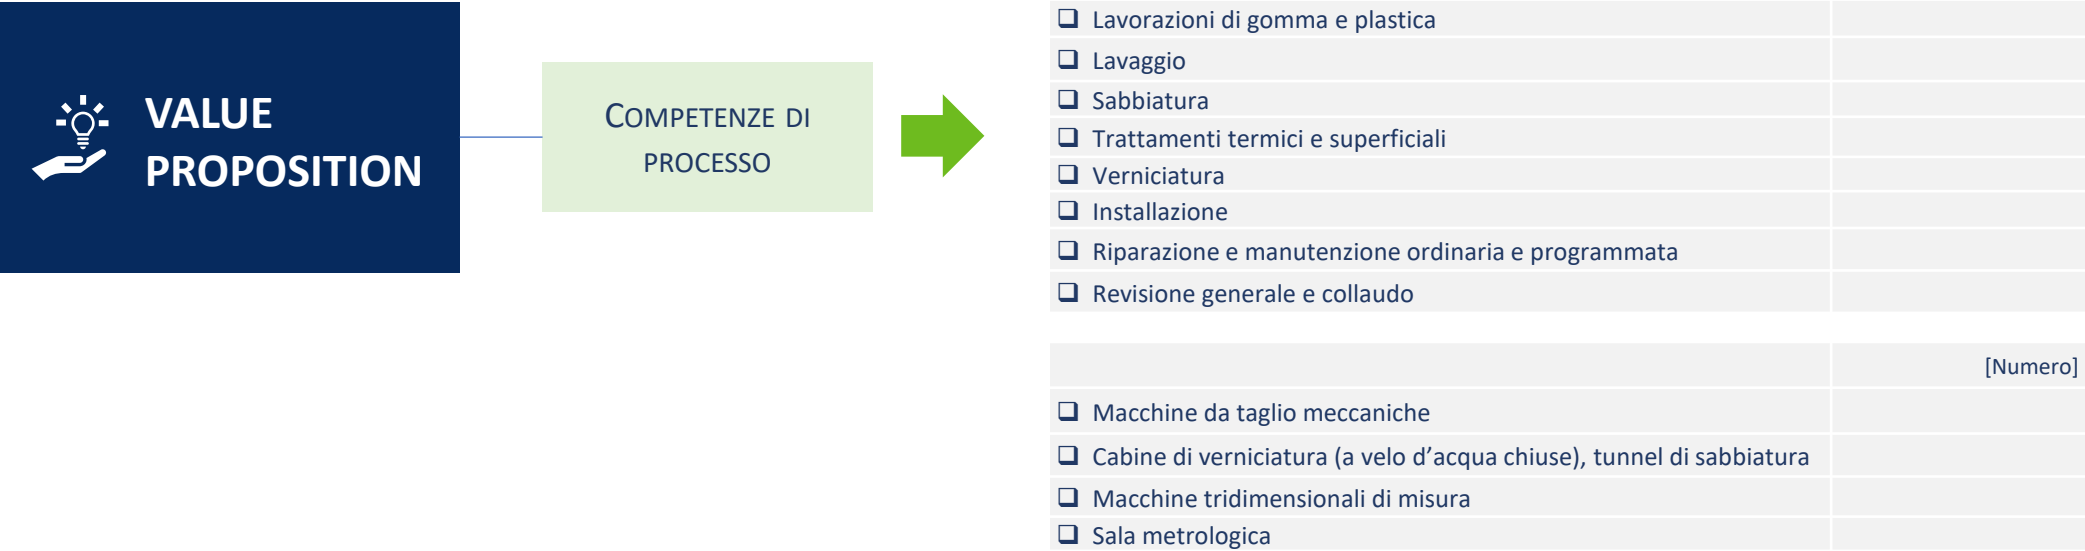 VALUE
PROPOSITION
COMPETENZE DI
PROCESSO
❑ Lavorazioni di gomma e plastica
❑ Lavaggio
❑ Sabbiatura
❑ Trattamenti termici e superficiali
❑ Verniciatura
❑ Installazione
❑ Riparazione e manutenzione ordinaria e programmata
❑ Revisione generale e collaudo
[Numero]
❑ Macchine da taglio meccaniche
❑ Cabine di verniciatura (a velo d’acqua chiuse), tunnel di sabbiatura
❑ Macchine tridimensionali di misura
❑ Sala metrologica